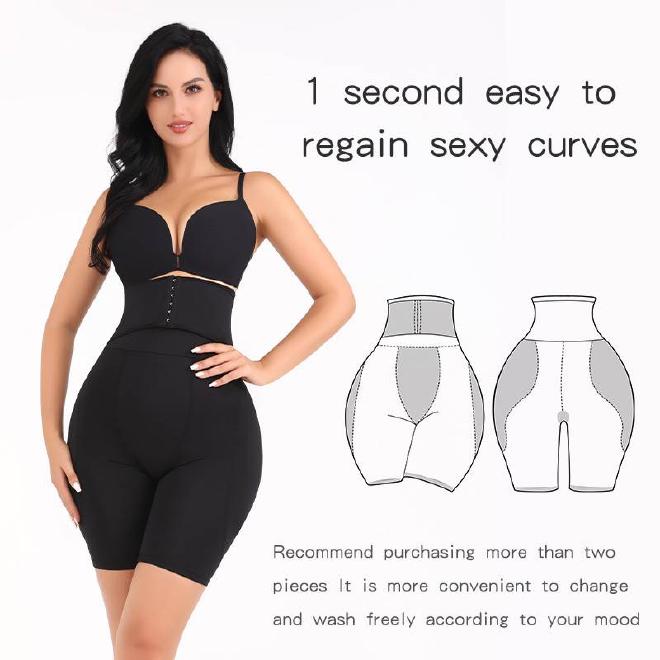 1 second easy to
regain sexy curves
Recommend purchasing more than two
pieces It is more convenient to change
and wash freely according to your mood